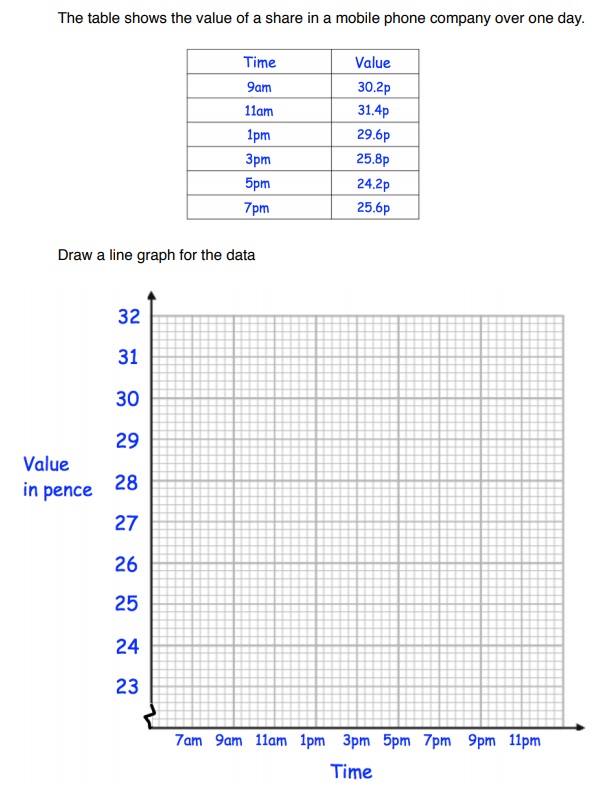 The table shows the value of a share in a mobile phone company over one day.
Time Value
9am 30.2p
11am 31.4p
1pm 29.6p
3pm 25.8p
5pm 24.2p
7pm 25.6p
Draw a line graph for the data
32
31
30
29
Value
in pence
28
27
26
25
24
23
7am 9am 11am 1pm 3pm 5pm 7pm 9pm 11pm
Time